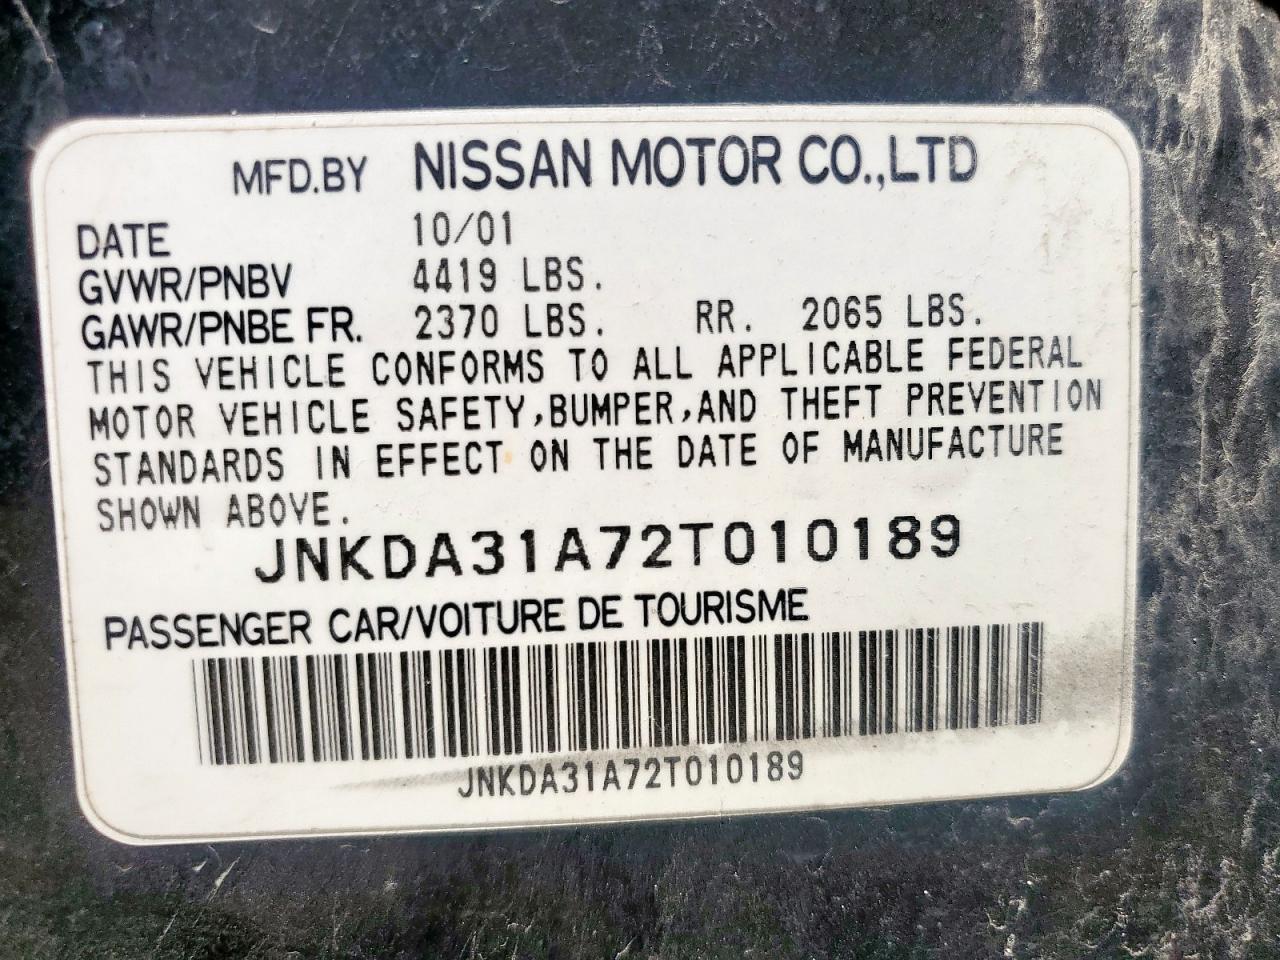 MFD.BY NISSAN MOTOR CO.,LTD
DATE 10/01
GVWR/PNBV 4419 LBS.
GAWR/PNBE FR. 2370 LBS. RR. 2065 LBS.
THIS VEHICLE CONFORMS TO ALL APPLICABLE FEDERAL
MOTOR VEHICLE SAFETY,BUMPER,AND THEFT PREVENTION
STANDARDS IN EFFECT ON THE DATE OF MANUFACTURE
SHOWN ABOVE.
JNKDA31A72T010189
PASSENGER CAR/VOITURE DE TOURISME
JNKDA31A72T010189